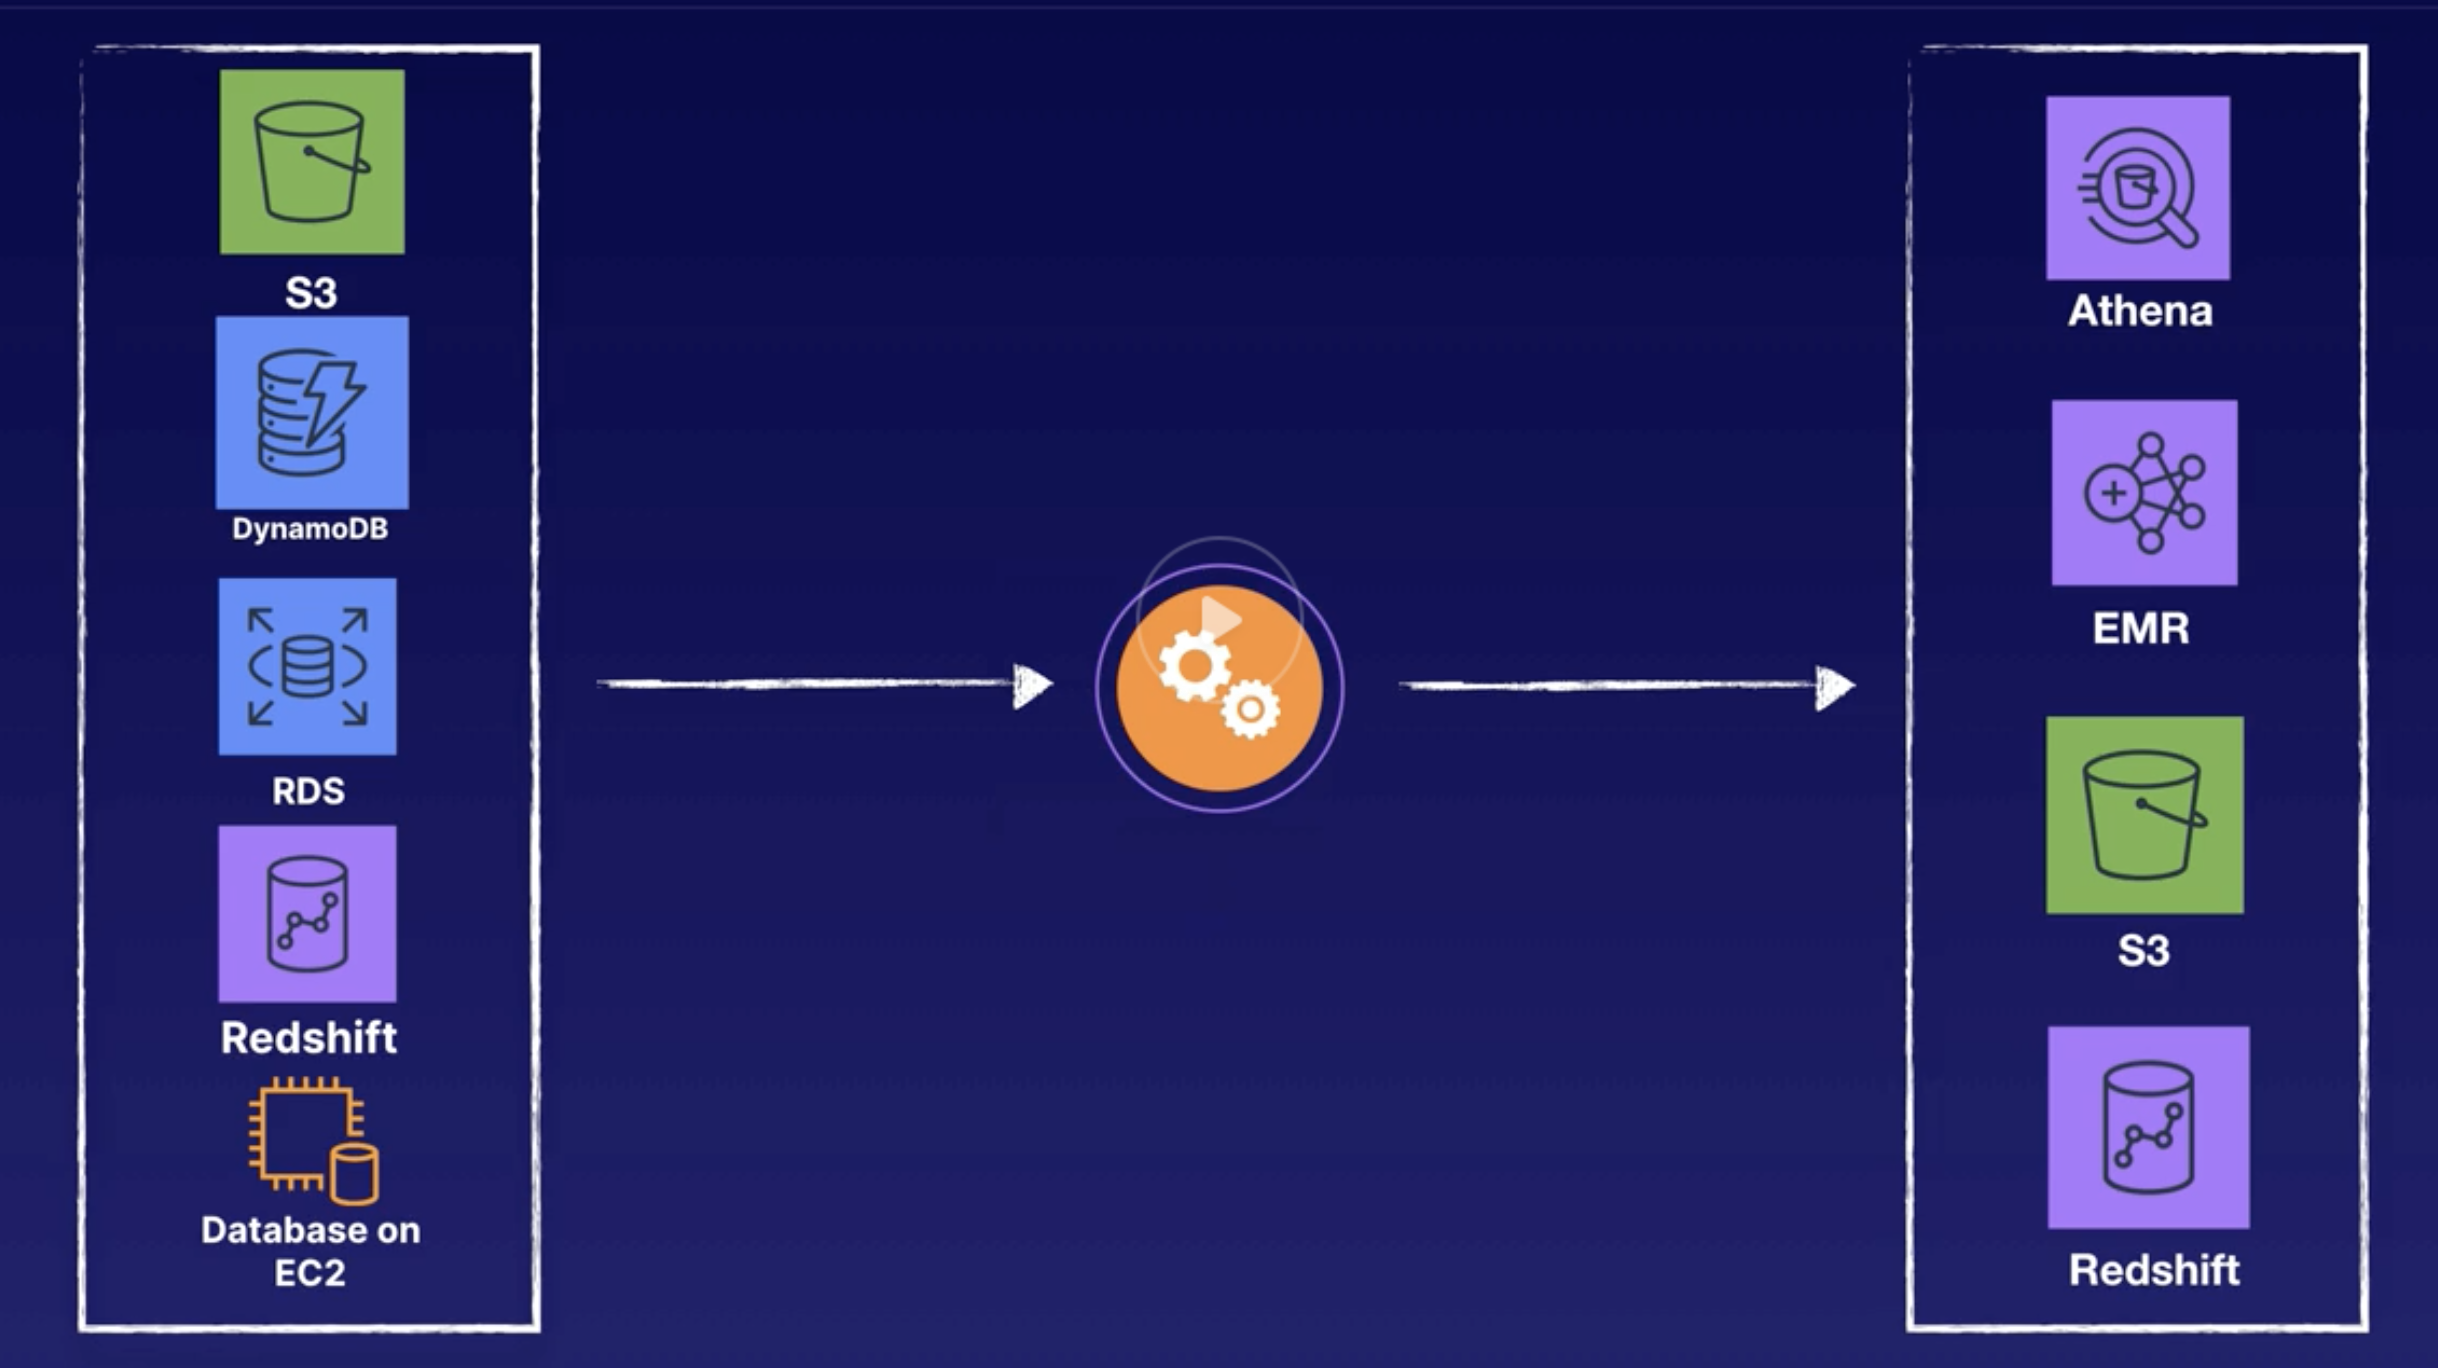 S3
DynamoDB
RDS
Redshift
Database on
EC2
Athena
EMR
S3
Redshift